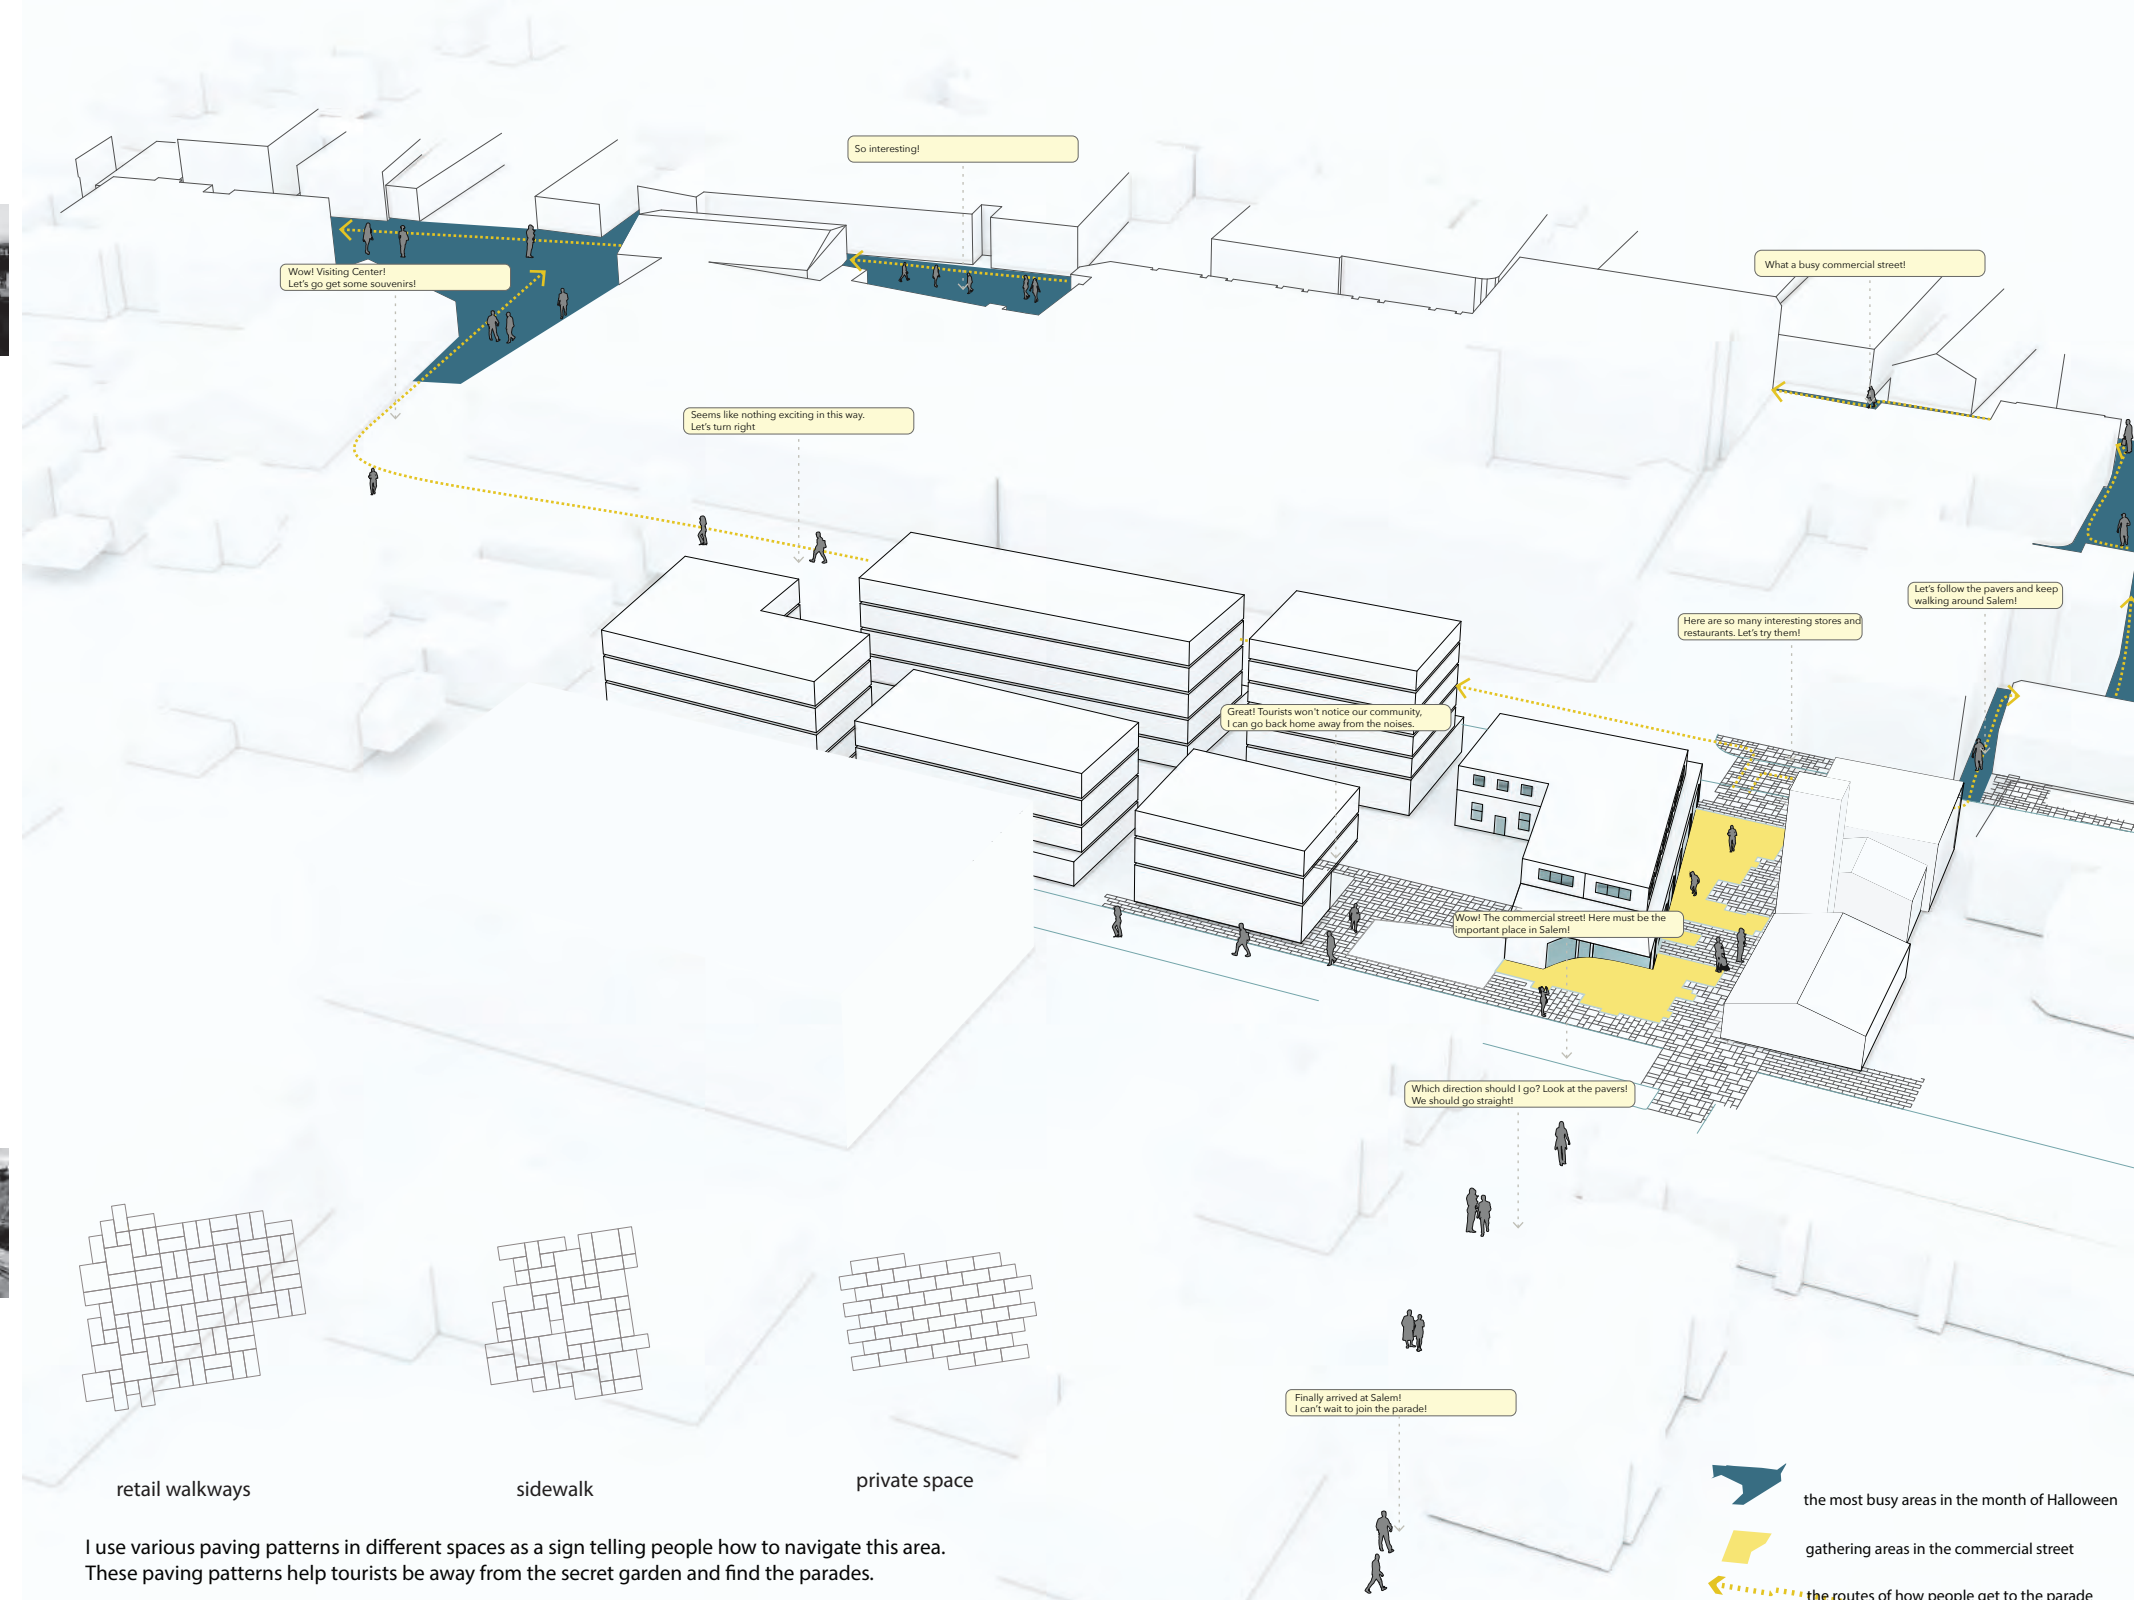 So interesting!
What a busy commercial street!
Wow! Visiting Center!
Let's go get some souvenirs!
Seems like nothing exciting in this way.
Let's turn right
Let's follow the pavers and keep
walking around Salem!
Here are so many interesting stores and
restaurants. Let's try them!
Great! Tourists won't notice our community,
I can go back home away from the noises.
Wow! The commercial street! Here must be the
important place in Salem!
Which direction should I go? Look at the pavers!
We should go straight!
Finally arrived at Salem!
I can't wait to join the parade!
retail walkways
sidewalk
private space
I use various paving patterns in different spaces as a sign telling people how to navigate this area.
These paving patterns help tourists be away from the secret garden and find the parades.
the most busy areas in the month of Halloween
gathering areas in the commercial street
the routes of how people get to the parade